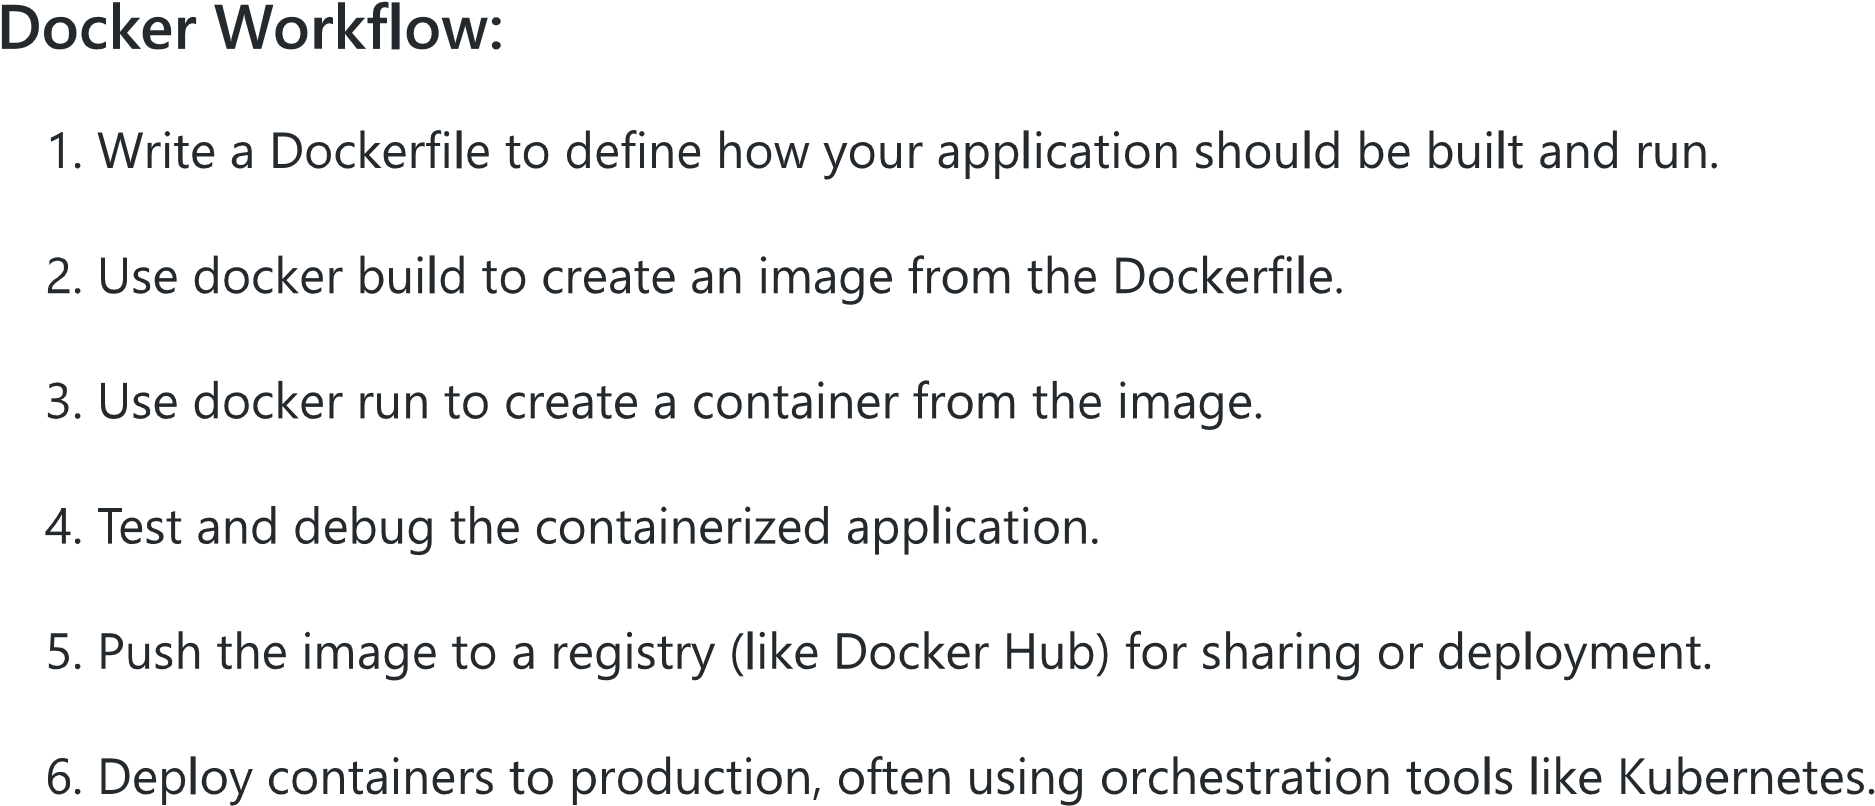 Docker Workflow:
1. Write a Dockerfile to define how your application should be built and run.
2. Use docker build to create an image from the Dockerfile.
3. Use docker run to create a container from the image.
4. Test and debug the containerized application.
5. Push the image to a registry (like Docker Hub) for sharing or deployment.
6. Deploy containers to production, often using orchestration tools like Kubernetes.